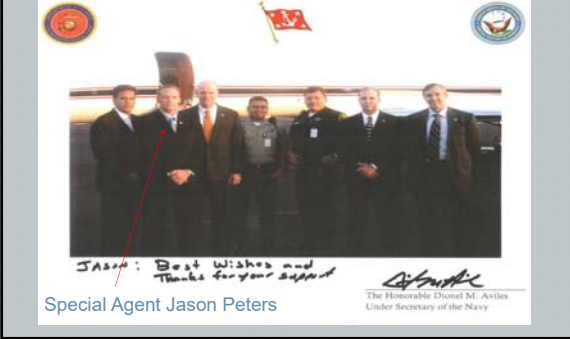 JASON: Best Wishes and
Thanks for your support
Special Agent Jason Peters
The Honorable Dionel M. Aviles
Under Secretary of the Navy